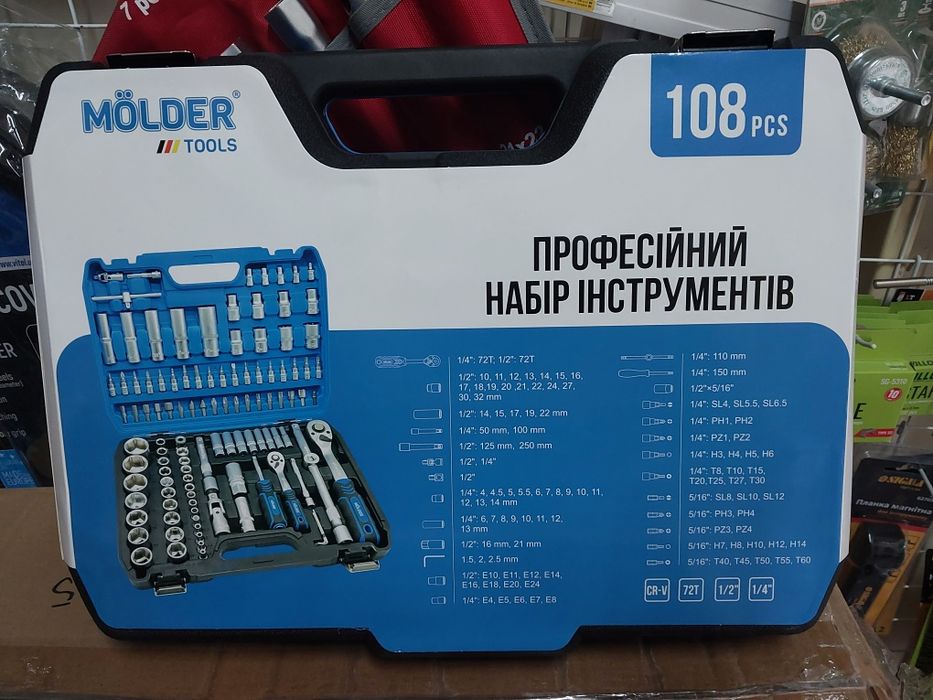 7 p
MÖLDER®
TOOLS
108 PCS
ПРОФЕСІЙНИЙ
НАБІР ІНСТРУМЕНТІВ
1/4": 72T; 1/2": 72T
1/2": 10, 11, 12, 13, 14, 15, 16,
17, 18,19, 20 ,21, 22, 24, 27,
30, 32 mm
1/2": 14, 15, 17, 19, 22 mm
1/4": 50 mm, 100 mm
1/2": 125 mm, 250 mm
1/2", 1/4"
1/2"
1/4": 4, 4.5, 5, 5.5, 6, 7, 8, 9, 10, 11,
12, 13, 14 mm
1/4": 6, 7, 8, 9, 10, 11, 12,
13 mm
1/2": 16 mm, 21 mm
1.5, 2, 2.5 mm
1/2": E10, E11, E12, E14,
E16, E18, E20, E24
1/4": E4, E5, E6, E7, E8
1/4": 110 mm
1/4": 150 mm
1/2"×5/16"
1/4": SL4, SL5.5, SL6.5
1/4": PH1, PH2
1/4": PZ1, PZ2
1/4": H3, H4, H5, H6
1/4": T8, T10, T15,
T20,T25, T27, T30
5/16": SL8, SL10, SL12
5/16": PH3, PH4
5/16": PZ3, PZ4
5/16": H7, H8, H10, H12, H14
5/16": T40, T45, T50, T55, T60
CR-V 72T 1/2" 1/4"
MÖLDER
www.vitol.u
SG-5310
10
SIGMA
Планка магнітна
S